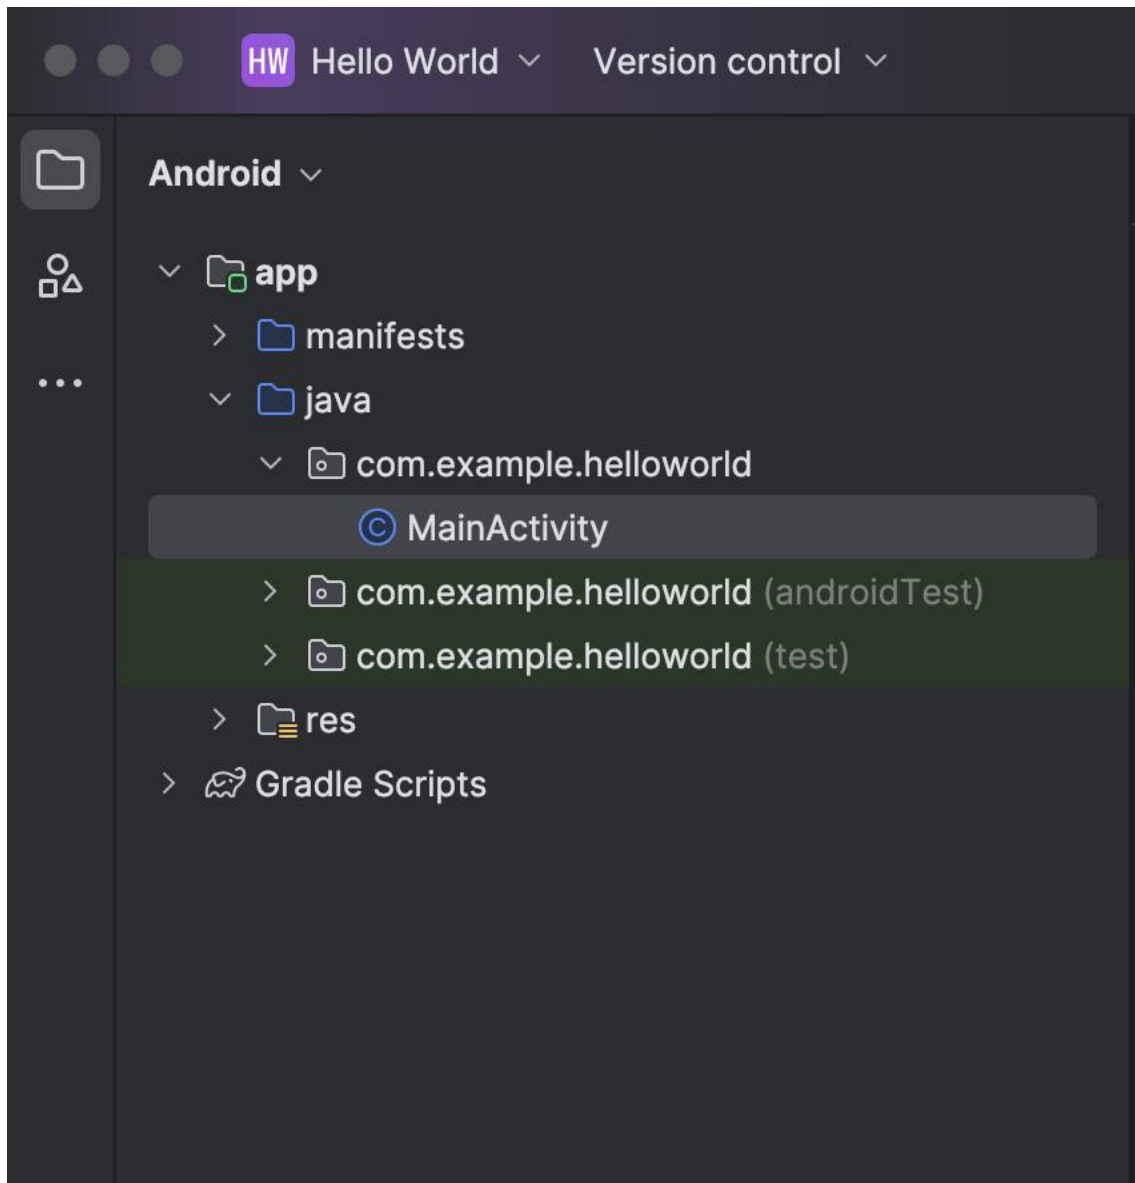 HW Hello World Version control
Android
app
manifests
java
com.example.helloworld
MainActivity
com.example.helloworld (androidTest)
com.example.helloworld (test)
res
Gradle Scripts